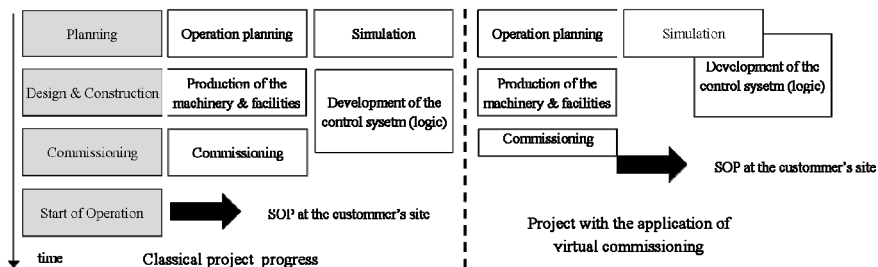 Planning
Operation planning
Simulation
Design & Construction
Production of the
machinery & facilities
Development of the
control sysetm (logic)
Commissioning
Commissioning
Start of Operation
SOP at the custommer's site
time
Classical project progress
Operation planning
Simulation
Development of the
control sysetm (logic)
Production of the
machinery & facilities
Commissioning
SOP at the custommer's site
Project with the application of
virtual commissioning